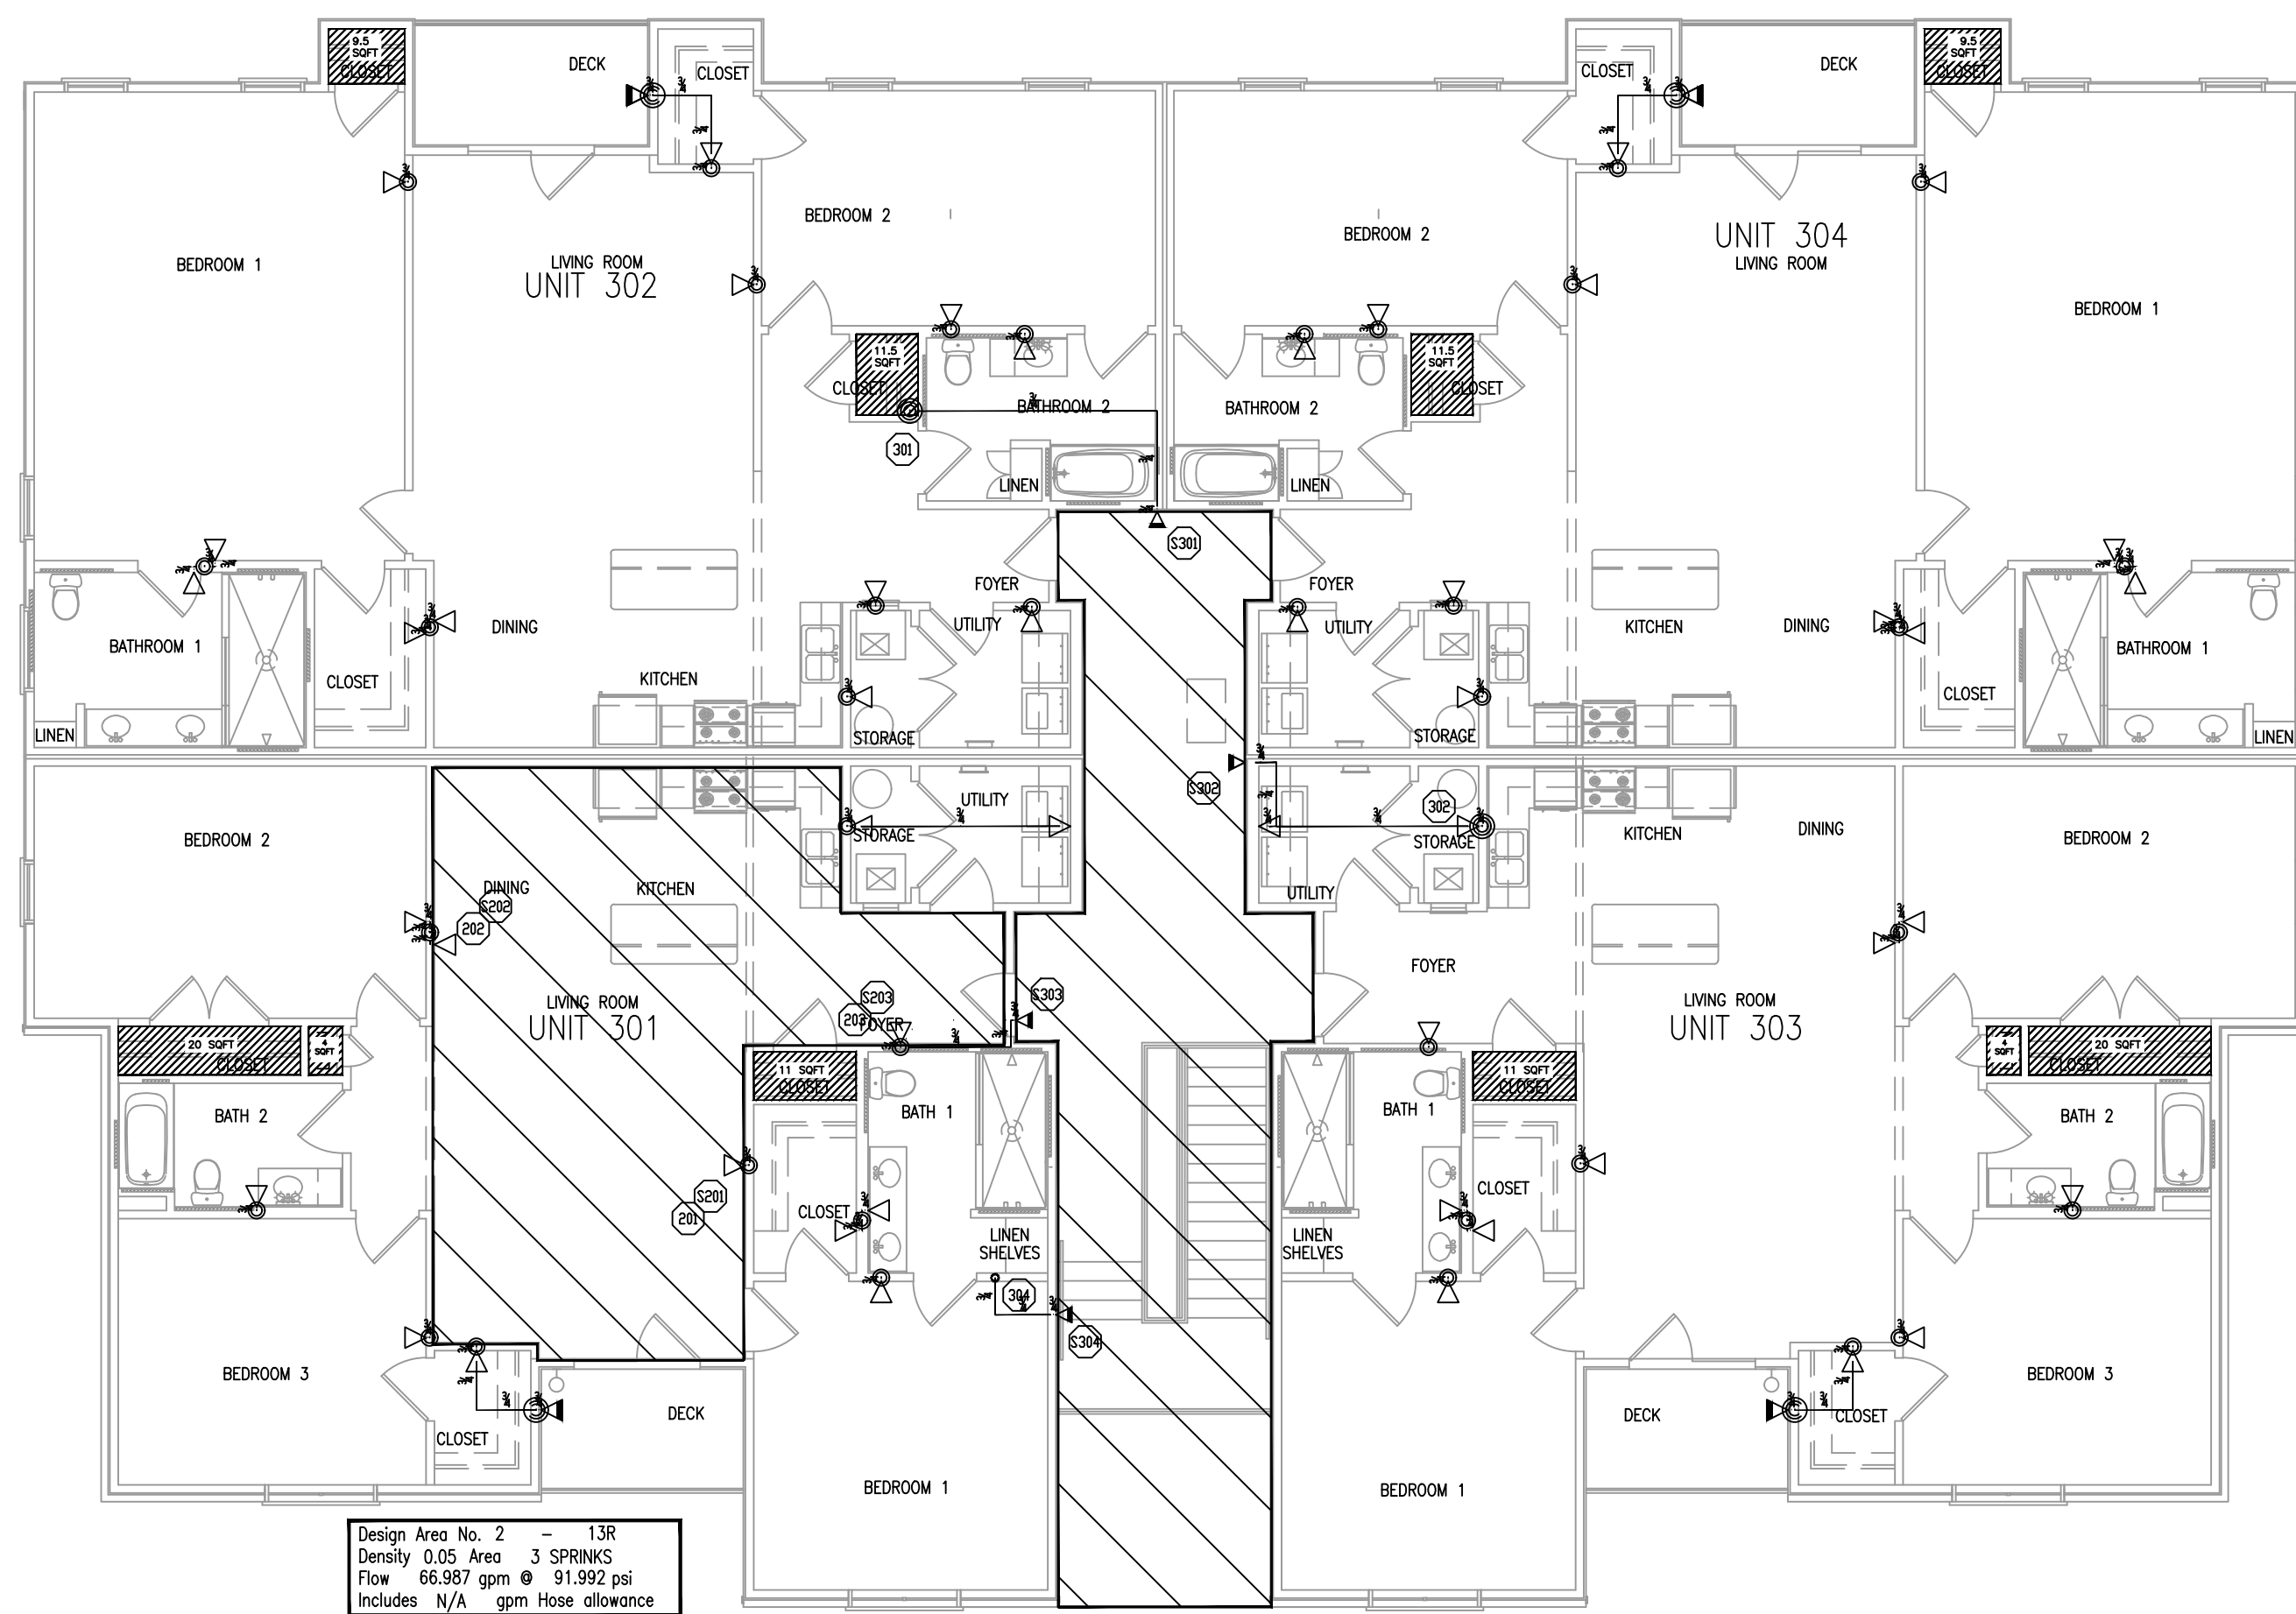 9.5
SQFT
CLOSET
DECK
CLOSET
CLOSET
DECK
9.5
SQFT
CLOSET
BEDROOM 1
LIVING ROOM
UNIT 302
BEDROOM 2
BEDROOM 2
UNIT 304
LIVING ROOM
BEDROOM 1
11.5
SQFT
CLOSET
BATHROOM 2
301
LINEN
11.5
SQFT
CLOSET
BATHROOM 2
LINEN
S301
FOYER
FOYER
BATHROOM 1
CLOSET
LINEN
DINING
KITCHEN
UTILITY
STORAGE
UTILITY
STORAGE
KITCHEN
DINING
CLOSET
BATHROOM 1
LINEN
BEDROOM 2
DINING
S202
202
KITCHEN
STORAGE
UTILITY
S302
302
STORAGE
UTILITY
KITCHEN
DINING
BEDROOM 2
LIVING ROOM
UNIT 301
S203
203
FOYER
S303
FOYER
LIVING ROOM
UNIT 303
20 SQFT
CLOSET
4
SQFT
11 SQFT
CLOSET
11 SQFT
CLOSET
4
SQFT
20 SQFT
CLOSET
BATH 2
BATH 1
BATH 1
BATH 2
S201
201
CLOSET
LINEN
SHELVES
304
S304
LINEN
SHELVES
CLOSET
BEDROOM 3
CLOSET
DECK
BEDROOM 1
BEDROOM 1
DECK
CLOSET
BEDROOM 3
Design Area No. 2 - 13R
Density 0.05 Area 3 SPRINKS
Flow 66.987 gpm @ 91.992 psi
Includes N/A gpm Hose allowance